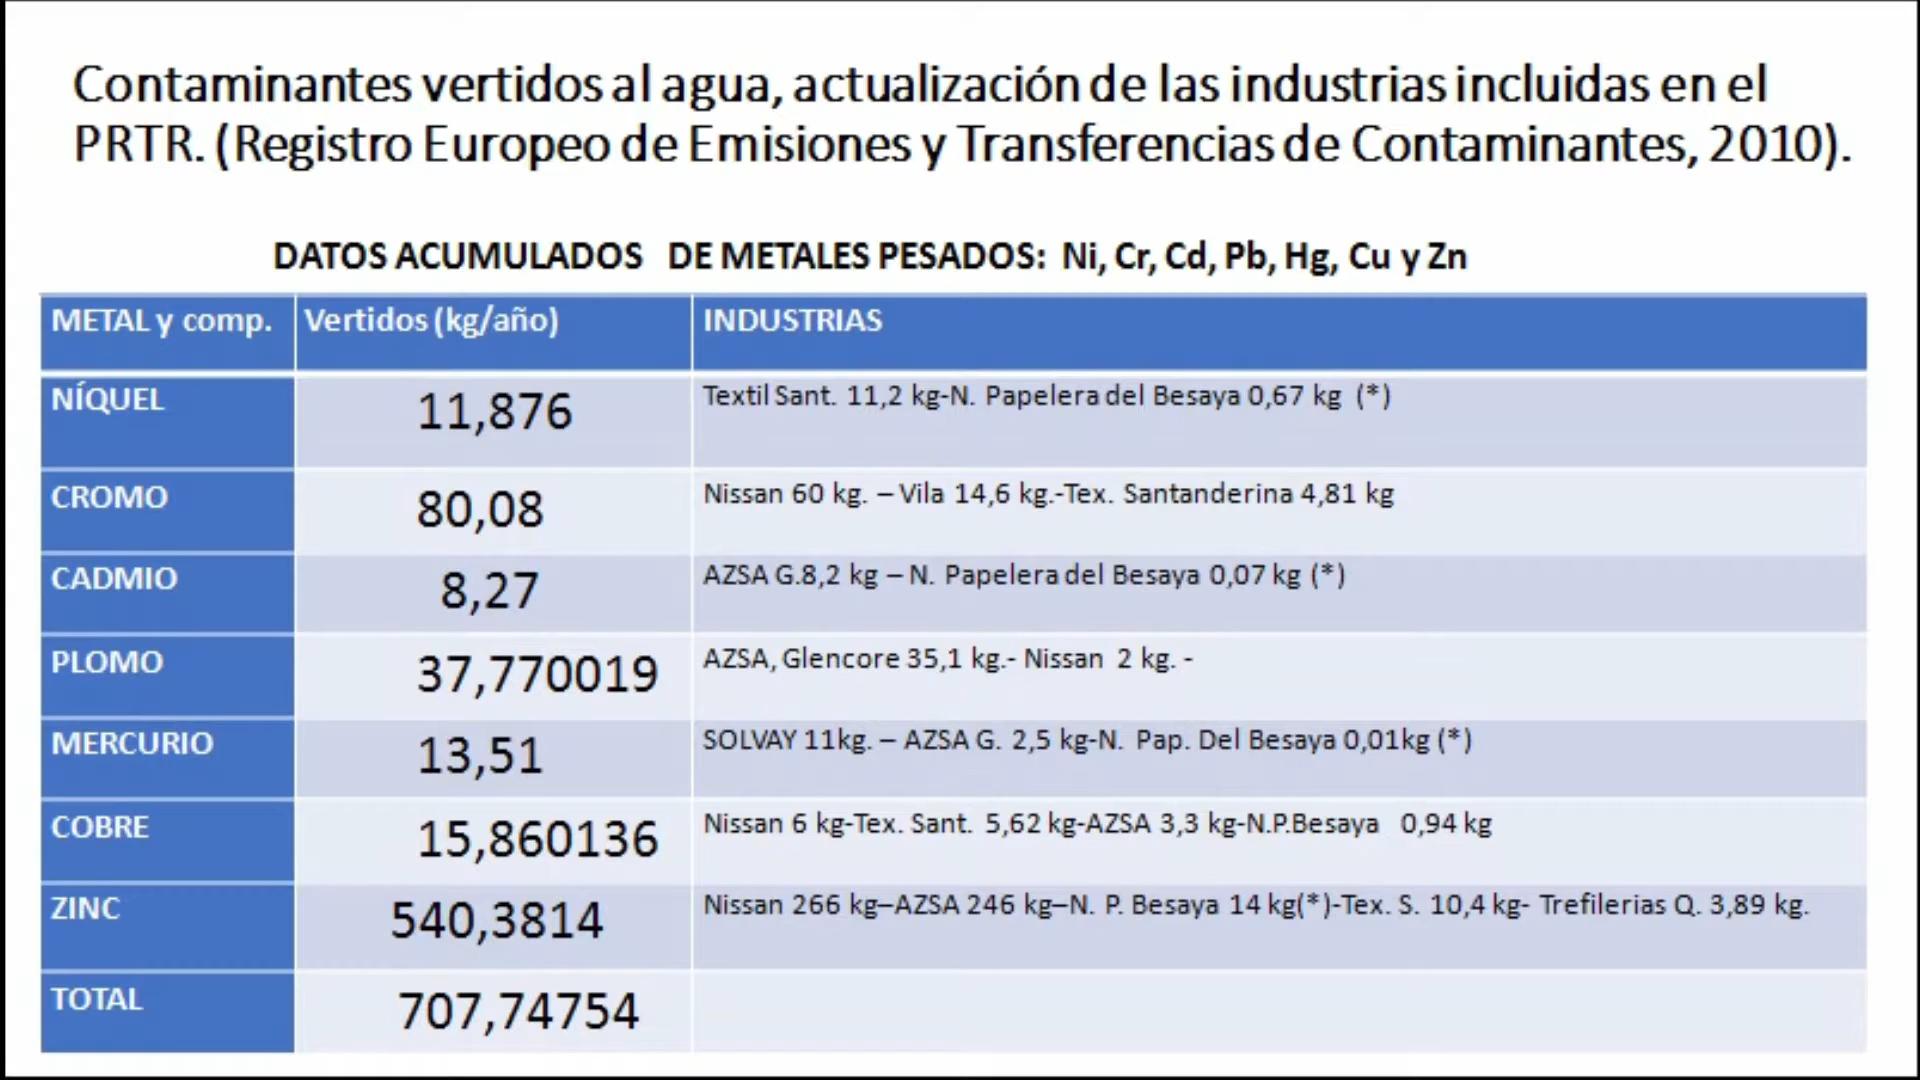 Contaminantes vertidos al agua, actualización de las industrias incluidas en el
PRTR. (Registro Europeo de Emisiones y Transferencias de Contaminantes, 2010).
DATOS ACUMULADOS DE METALES PESADOS: Ni, Cr, Cd, Pb, Hg, Cu y Zn
METAL y comp. Vertidos (kg/año) INDUSTRIAS
NÍQUEL 11,876 Textil Sant. 11,2 kg-N. Papelera del Besaya 0,67 kg (*)
CROMO 80,08 Nissan 60 kg. – Vila 14,6 kg.-Tex. Santanderina 4,81 kg
CADMIO 8,27 AZSA G.8,2 kg – N. Papelera del Besaya 0,07 kg (*)
PLOMO 37,770019 AZSA, Glencore 35,1 kg.- Nissan 2 kg. -
MERCURIO 13,51 SOLVAY 11kg. – AZSA G. 2,5 kg-N. Pap. Del Besaya 0,01kg (*)
COBRE 15,860136 Nissan 6 kg-Tex. Sant. 5,62 kg-AZSA 3,3 kg-N.P.Besaya 0,94 kg
ZINC 540,3814 Nissan 266 kg–AZSA 246 kg–N. P. Besaya 14 kg(*)-Tex. S. 10,4 kg- Trefilerias Q. 3,89 kg.
TOTAL 707,74754